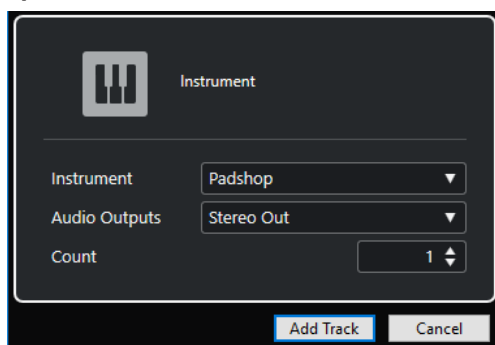 Instrument
Instrument Padshop
Audio Outputs Stereo Out
Count 1
Add Track Cancel